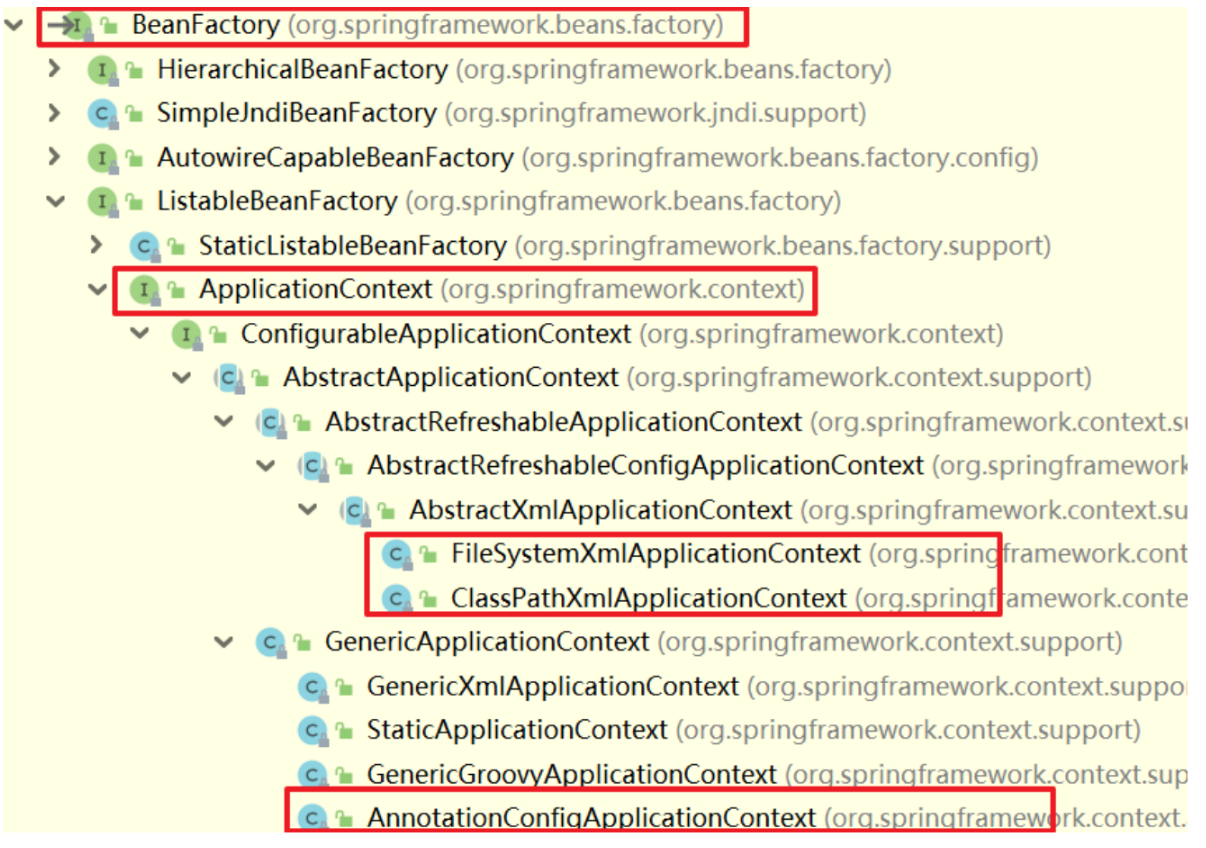 BeanFactory (org.springframework.beans.factory)
HierarchicalBeanFactory (org.springframework.beans.factory)
SimpleJndiBeanFactory (org.springframework.jndi.support)
AutowireCapableBeanFactory (org.springframework.beans.factory.config)
ListableBeanFactory (org.springframework.beans.factory)
StaticListableBeanFactory (org.springframework.beans.factory.support)
ApplicationContext (org.springframework.context)
ConfigurableApplicationContext (org.springframework.context)
AbstractApplicationContext (org.springframework.context.support)
AbstractRefreshableApplicationContext (org.springframework.context.su
AbstractRefreshableConfigApplicationContext (org.springframework
AbstractXmlApplicationContext (org.springframework.context.su
FileSystemXmlApplicationContext (org.springframework.cont
ClassPathXmlApplicationContext (org.springframework.conte
GenericApplicationContext (org.springframework.context.support)
GenericXmlApplicationContext (org.springframework.context.suppo
StaticApplicationContext (org.springframework.context.support)
GenericGroovyApplicationContext (org.springframework.context.sup
AnnotationConfigApplicationContext (org.springframework.context.